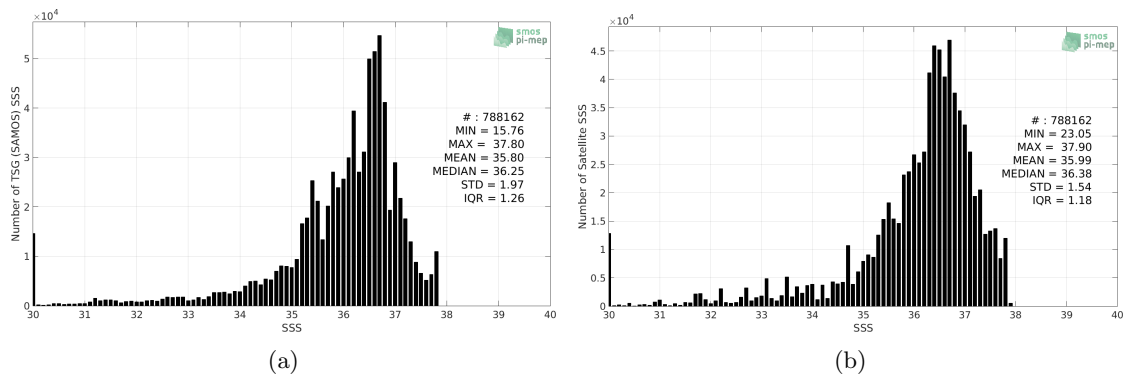 ×10⁴
smos
pi-mep
Number of TSG (SAMOS) SSS
5
4
3
2
1
0
# : 788162
MIN = 15.76
MAX = 37.80
MEAN = 35.80
MEDIAN = 36.25
STD = 1.97
IQR = 1.26
30 31 32 33 34 35 36 37 38 39 40
SSS
(a)
×10⁴
smos
pi-mep
Number of Satellite SSS
4.5
4
3.5
3
2.5
2
1.5
1
0.5
0
# : 788162
MIN = 23.05
MAX = 37.90
MEAN = 35.99
MEDIAN = 36.38
STD = 1.54
IQR = 1.18
30 31 32 33 34 35 36 37 38 39 40
SSS
(b)